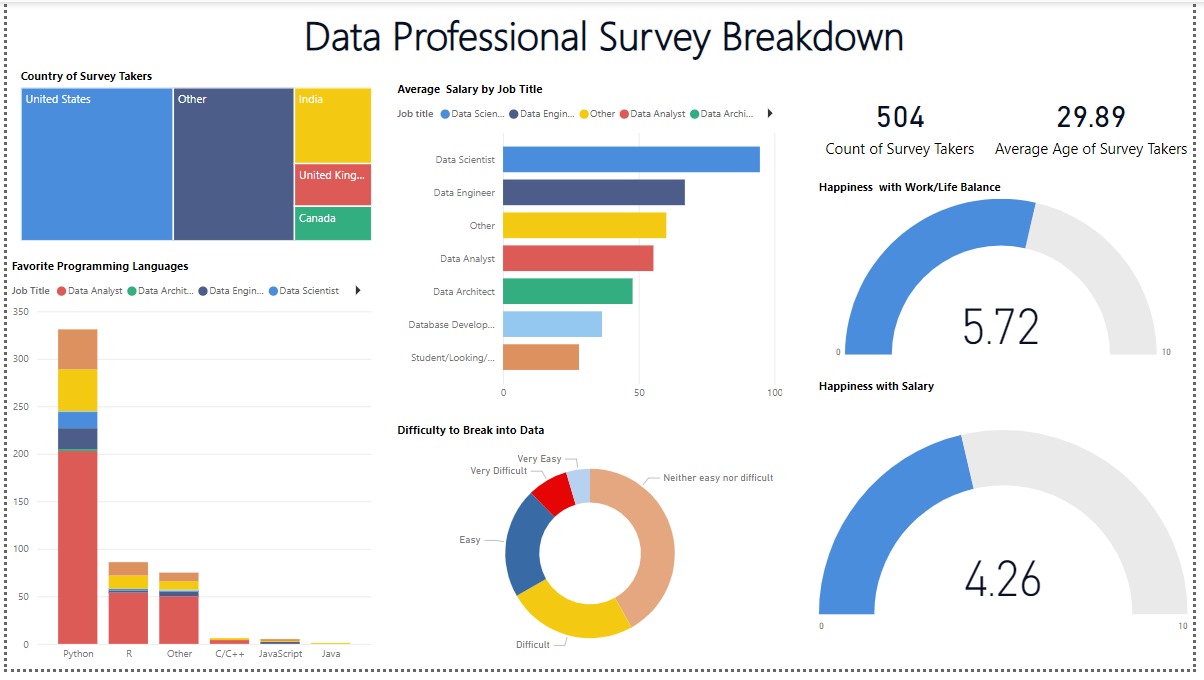 Data Professional Survey Breakdown
Country of Survey Takers
United States
Other
India
United King...
Canada
Average  Salary by Job Title
Job title
Data Scien...
Data Engin...
Other
Data Analyst
Data Archi...
Data Scientist
Data Engineer
Other
Data Analyst
Data Architect
Database Develop...
Student/Looking/...
0
50
100
504
Count of Survey Takers
29.89
Average Age of Survey Takers
Happiness  with Work/Life Balance
5.72
0
10
Favorite Programming Languages
Job Title
Data Analyst
Data Archit...
Data Engin...
Data Scientist
350
300
250
200
150
100
50
0
Python
R
Other
C/C++
JavaScript
Java
Difficulty to Break into Data
Very Easy
Very Difficult
Neither easy nor difficult
Easy
Difficult
Happiness with Salary
4.26
0
10